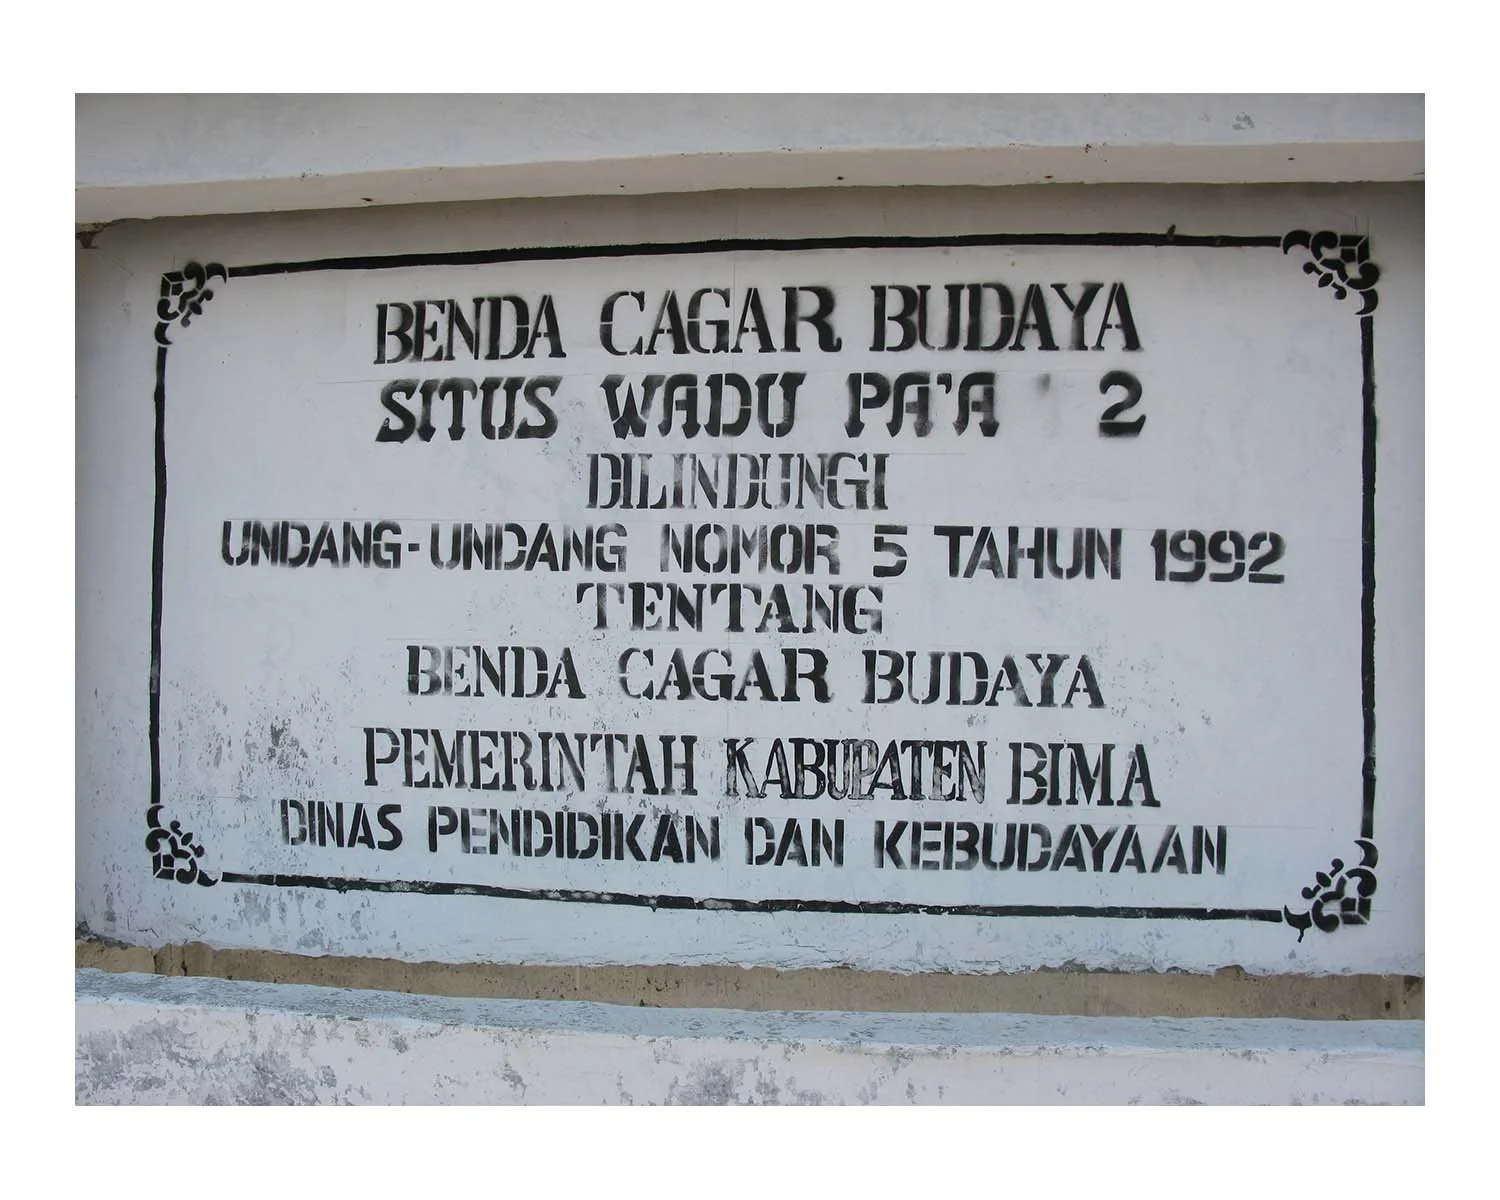 BENDA CAGAR BUDAYA
SITUS WADU PA'A ' 2
DILINDUNGI
UNDANG-UNDANG NOMOR 5 TAHUN 1992
TENTANG
BENDA CAGAR BUDAYA
PEMERINTAH KABUPATEN BIMA
DINAS PENDIDIKAN DAN KEBUDAYAAN